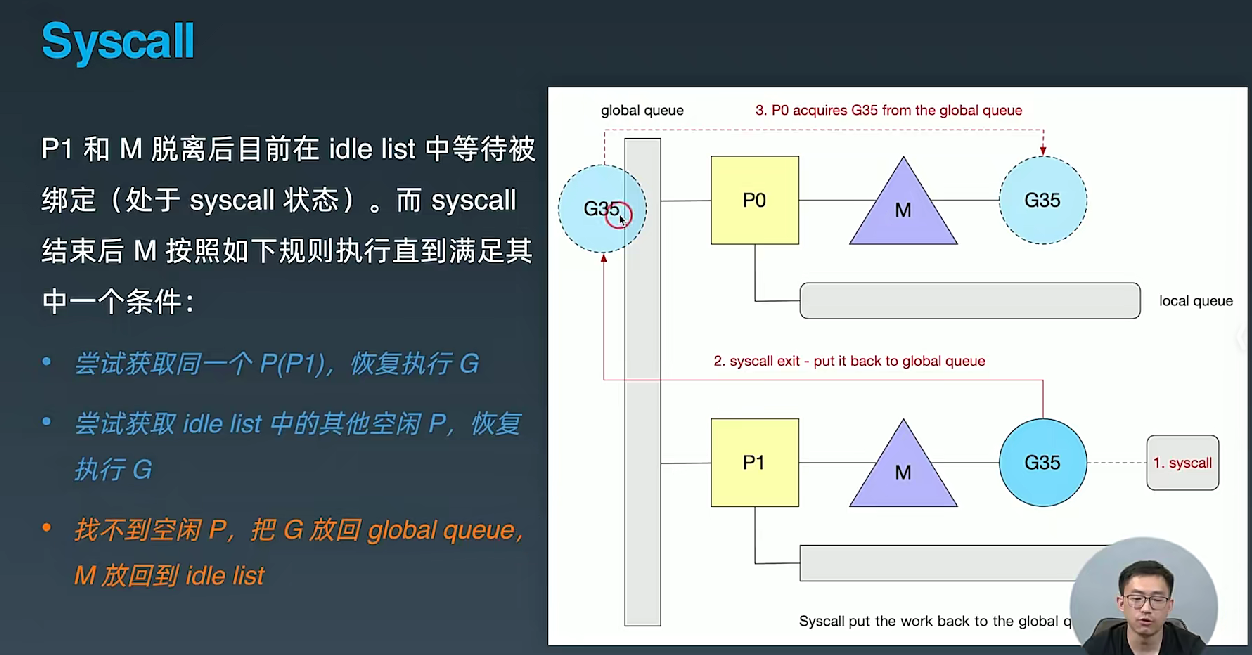 Syscall
P1 和 M 脱离后目前在 idle list 中等待被
绑定（处于 syscall 状态）。而 syscall
结束后 M 按照如下规则执行直到满足其
中一个条件：
• 尝试获取同一个 P(P1)，恢复执行 G
• 尝试获取 idle list 中的其他空闲 P，恢复
执行 G
• 找不到空闲 P，把 G 放回 global queue，
M 放回到 idle list
global queue
3. P0 acquires G35 from the global queue
G35
P0
M
G35
local queue
2. syscall exit - put it back to global queue
P1
M
G35
1. syscall
Syscall put the work back to the global